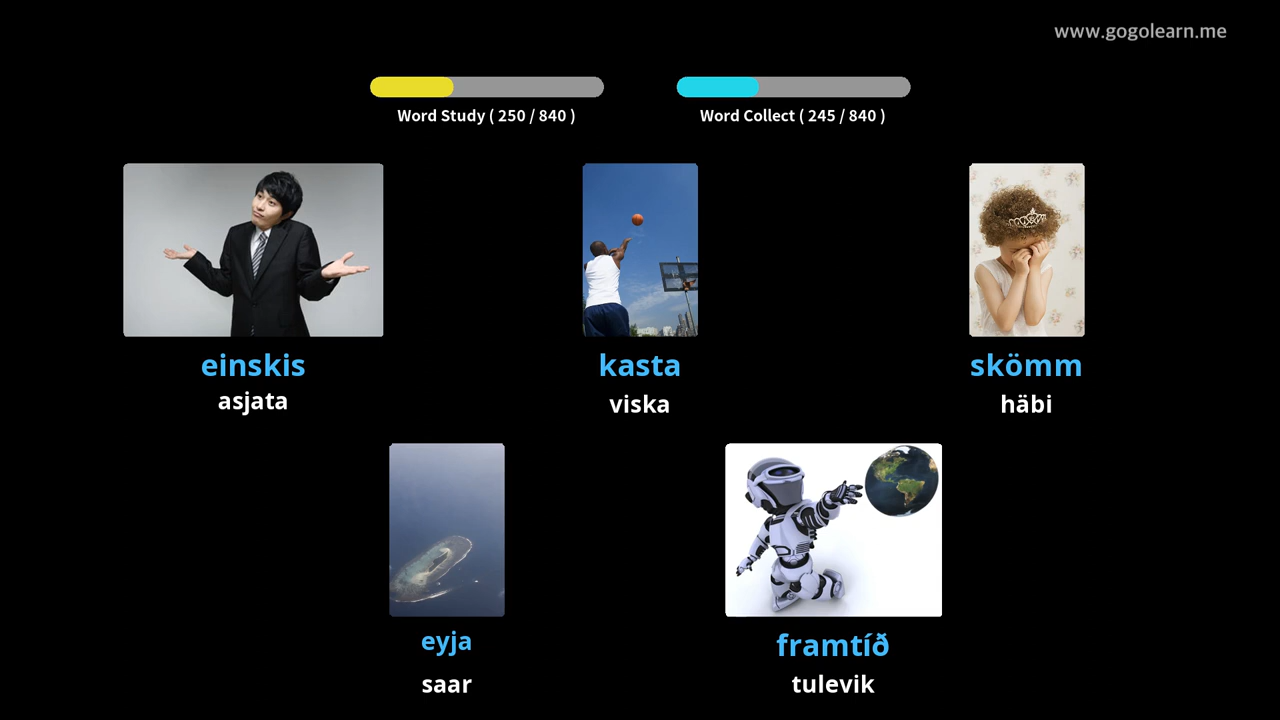 www.gogolearn.me
Word Study ( 250 / 840 )
Word Collect ( 245 / 840 )
einskis
asjata
kasta
viska
skömm
häbi
eyja
saar
framtíð
tulevik